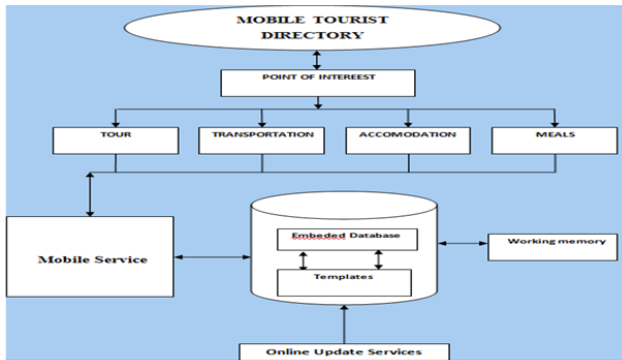 MOBILE TOURIST
DIRECTORY
POINT OF INTEREEST
TOUR
TRANSPORTATION
ACCOMODATION
MEALS
Mobile Service
Embeded Database
Templates
Working memory
Online Update Services